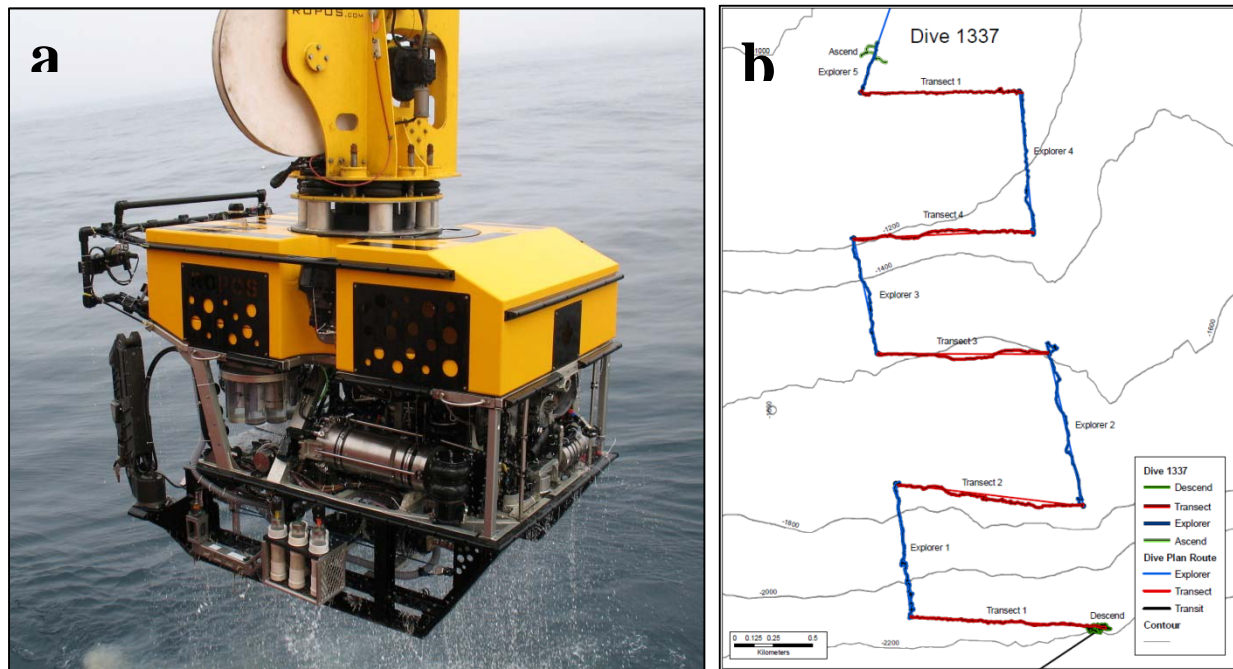 ROPOS.COM
a
ROPOS
b
Dive 1337
-1000
Ascend
Explorer 5
Transect 1
Explorer 4
Transect 4
-1200
-1400
Explorer 3
-1600
Transect 3
Explorer 2
Transect 2
-1800
Explorer 1
-2000
Transect 1
Descend
-2200
0 0.125 0.25 0.5
Kilometers
Dive 1337
Descend
Transect
Explorer
Ascend
Dive Plan Route
Explorer
Transect
Transit
Contour